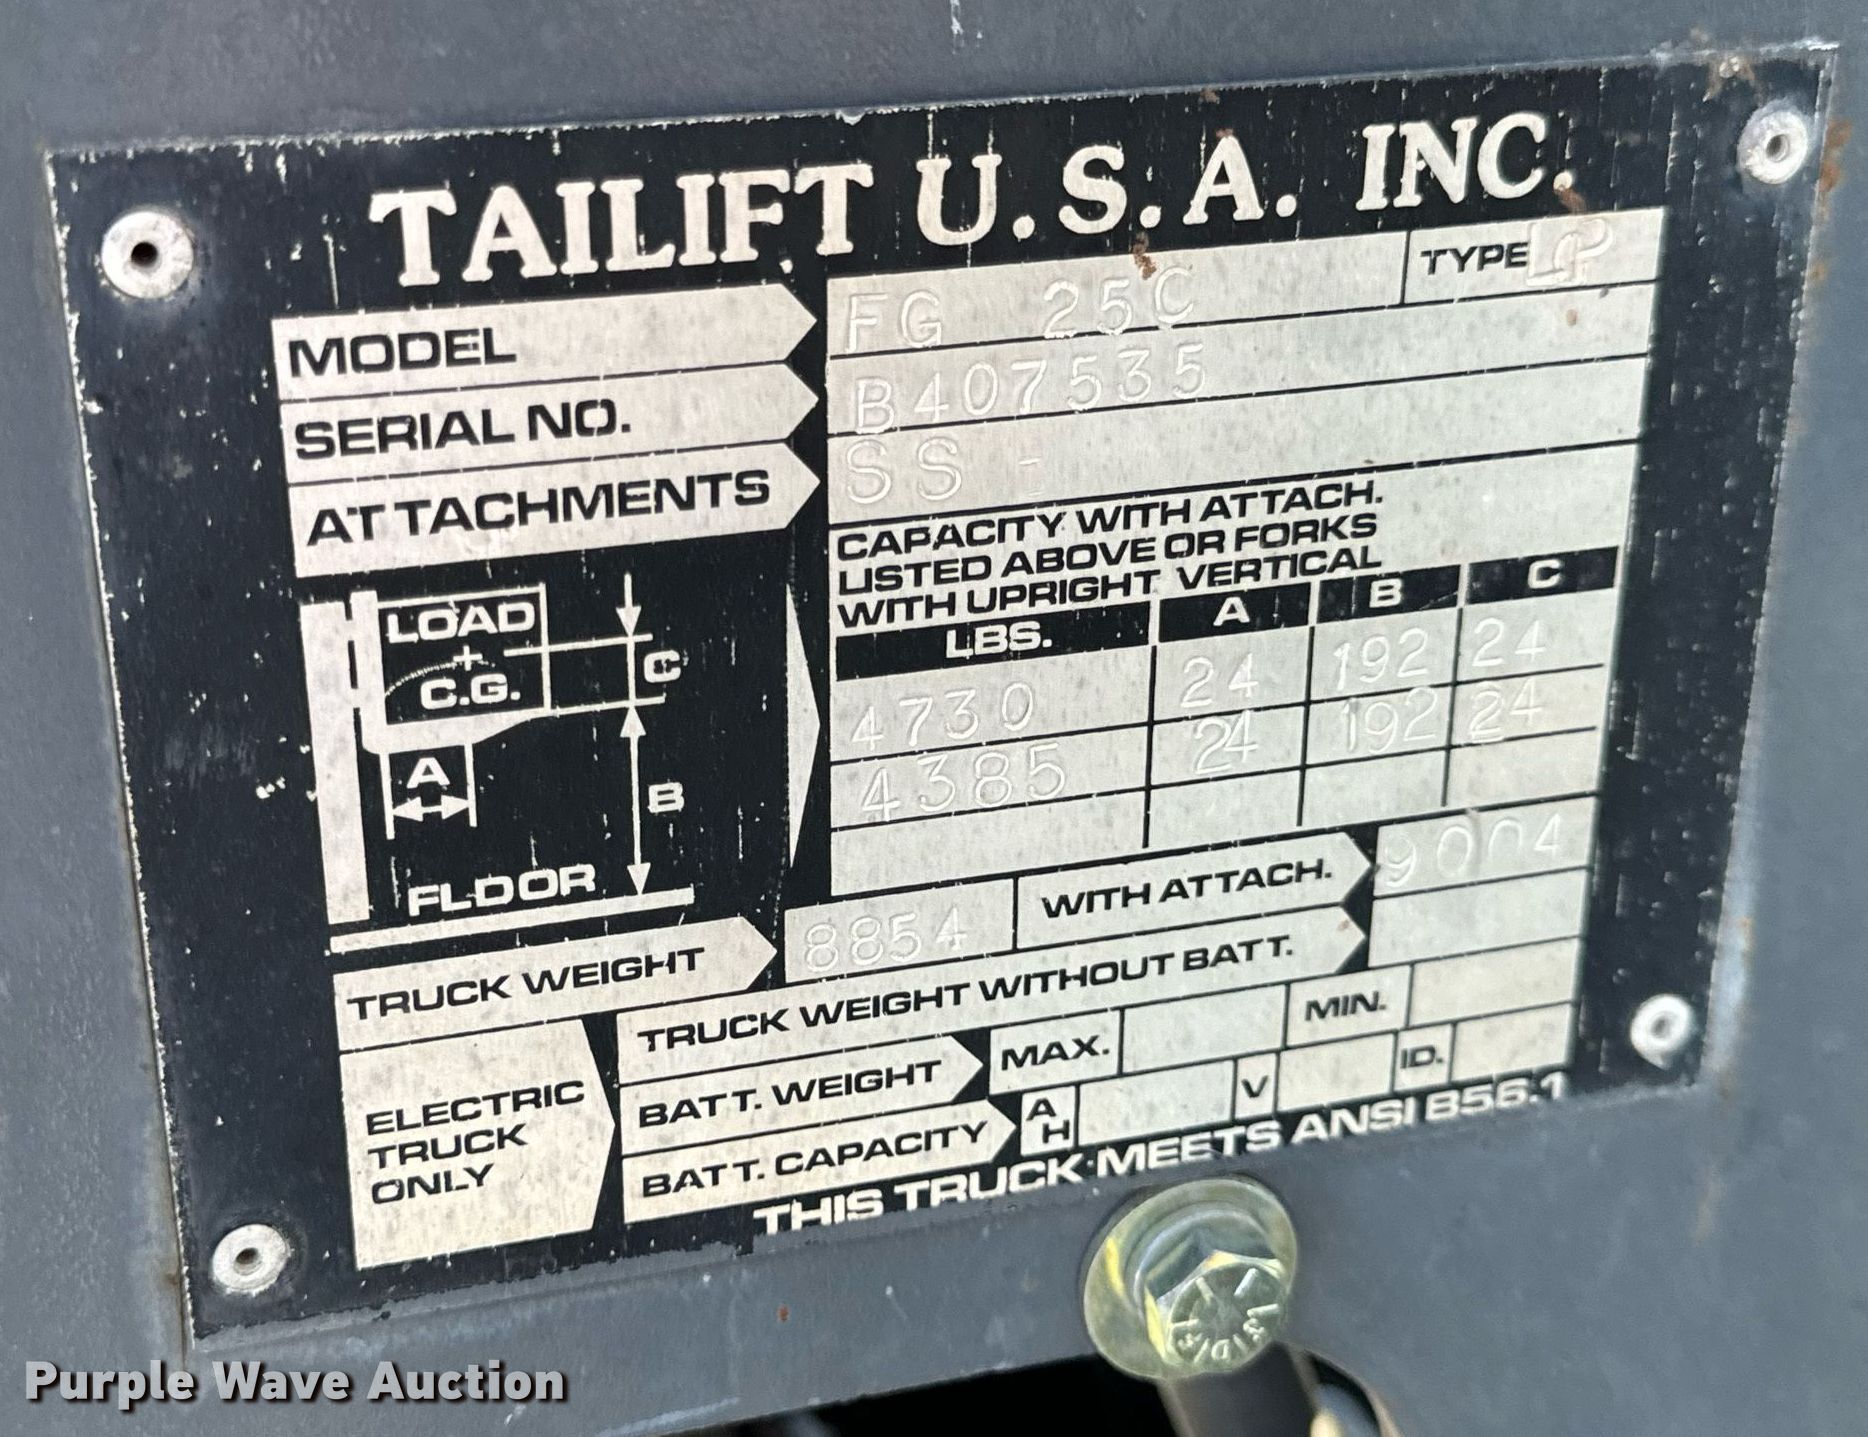 TAILIFT U.S.A. INC.
MODEL FG 25C TYPE LP
SERIAL NO. B407535
ATTACHMENTS SS -
CAPACITY WITH ATTACH.
LISTED ABOVE OR FORKS
WITH UPRIGHT VERTICAL
LBS. A B C
4730 24 192 24
4385 24 192 24
LOAD
+
C.G.
C
A
B
FLOOR
TRUCK WEIGHT 8854 WITH ATTACH. 9004
ELECTRIC
TRUCK
ONLY
TRUCK WEIGHT WITHOUT BATT.
BATT. WEIGHT MAX. MIN.
BATT. CAPACITY AH V ID.
THIS TRUCK MEETS ANSI B56.1
Purple Wave Auction